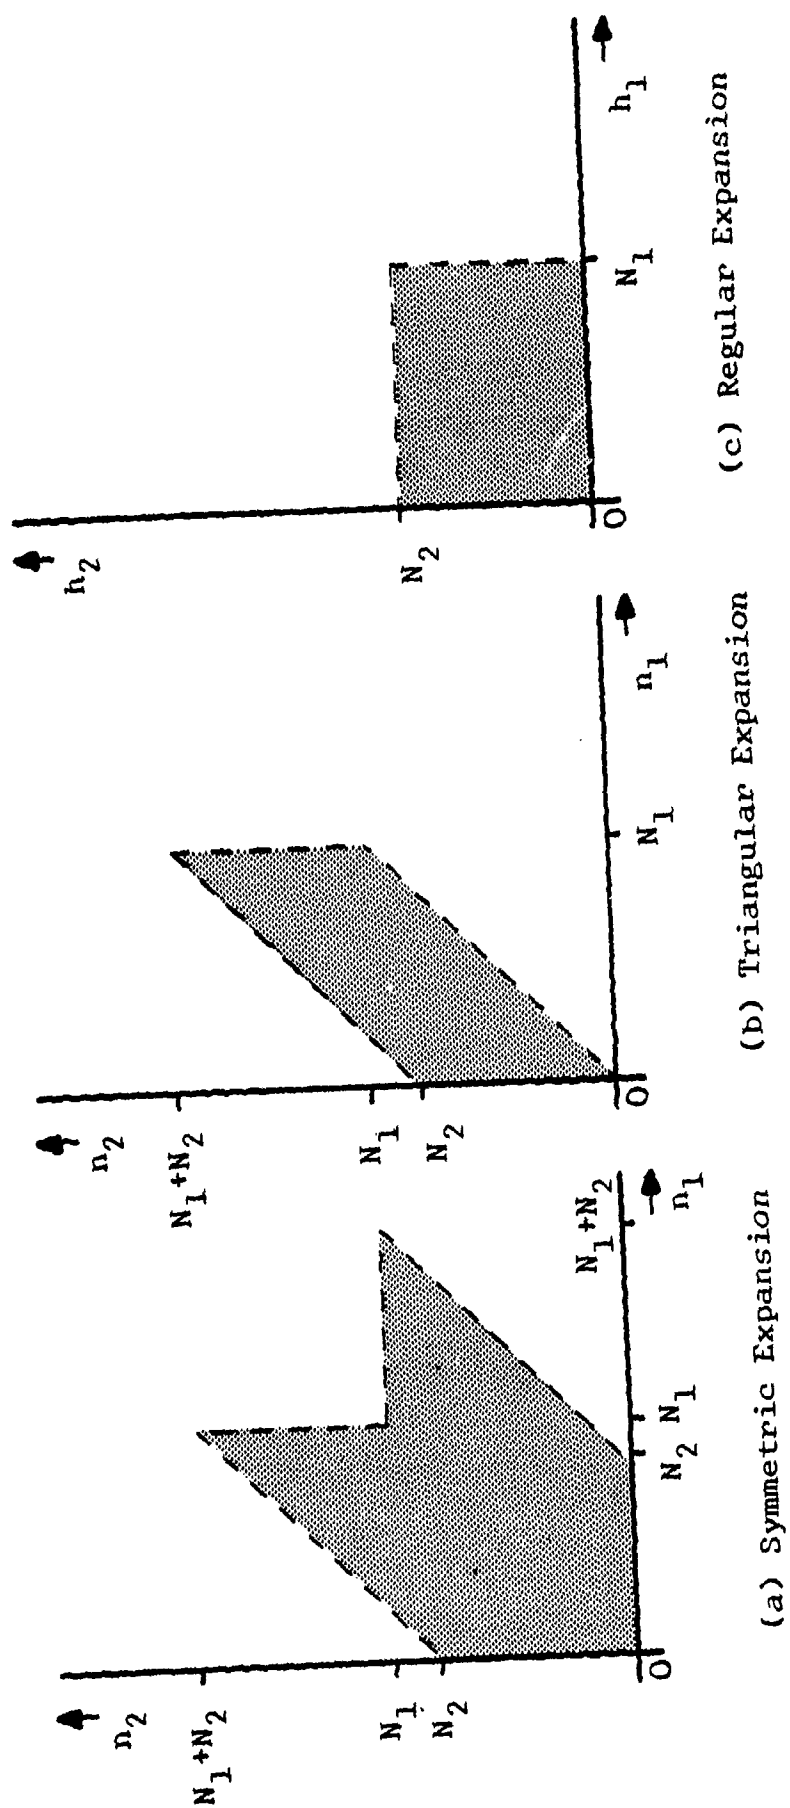 n₂
N₁+N₂
N₁
N₂
0
N₂
N₁
N₁+N₂
n₁
(a) Symmetric Expansion
n₂
N₁+N₂
N₁
N₂
0
N₁
n₁
(b) Triangular Expansion
h₂
N₂
0
N₁
h₁
(c) Regular Expansion